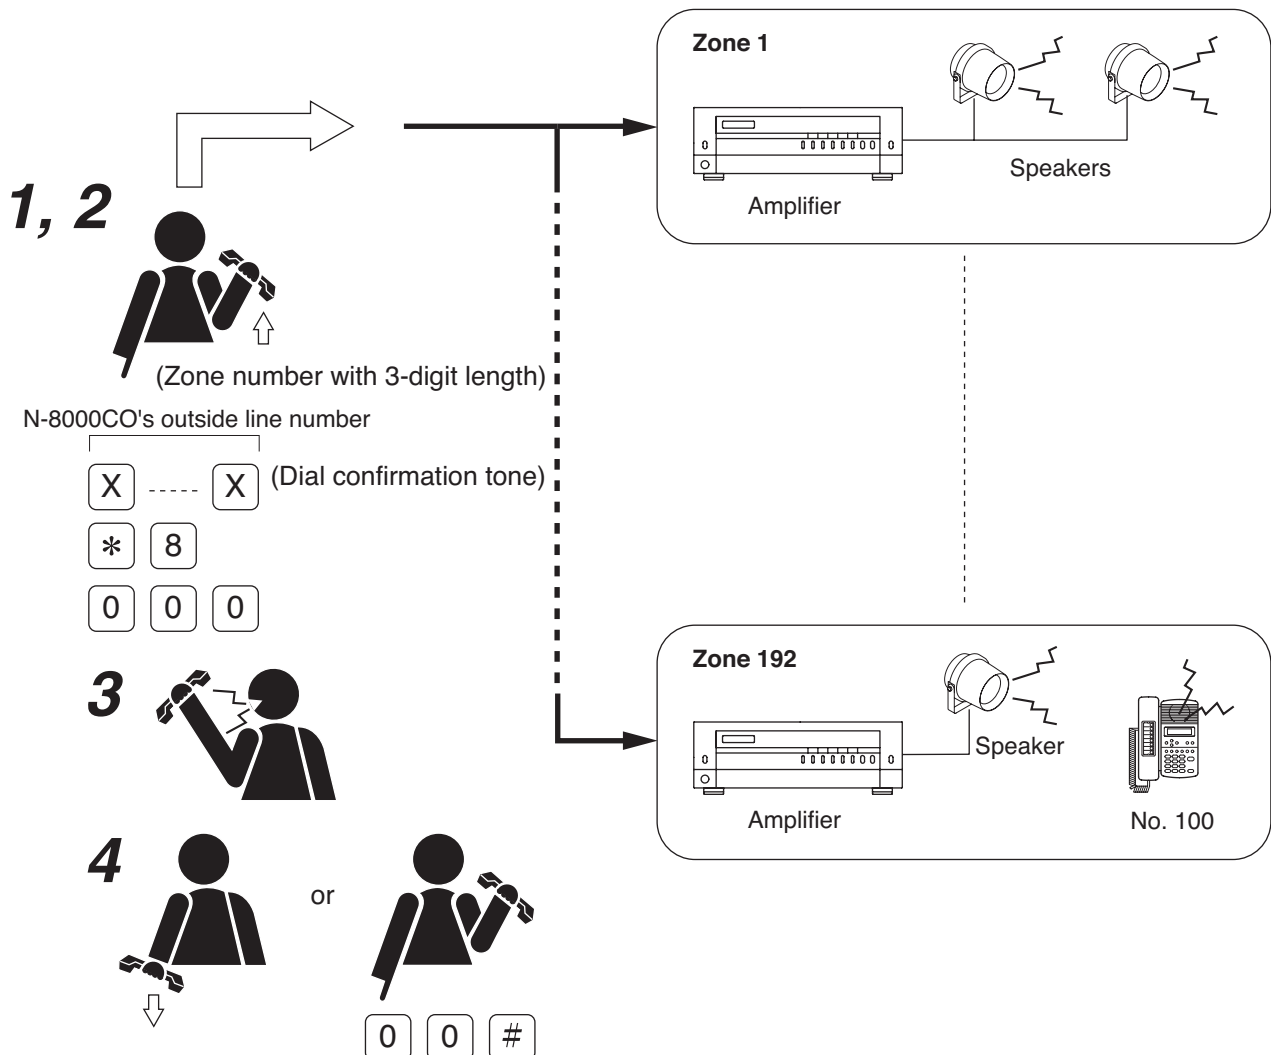 1, 2
(Zone number with 3-digit length)
N-8000CO's outside line number
X ----- X (Dial confirmation tone)
* 8
0 0 0
3
4
or
0 0 #
Zone 1
Speakers
Amplifier
Zone 192
Speaker
Amplifier
No. 100